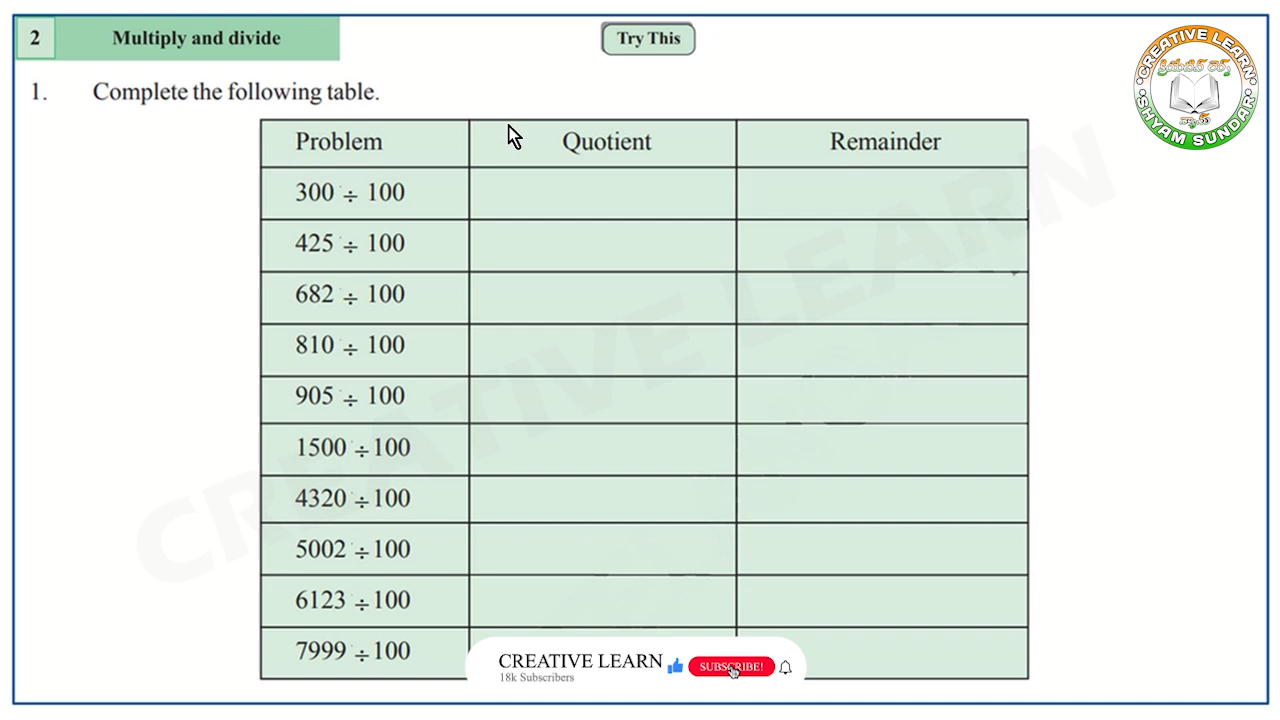 2 Multiply and divide
Try This
CREATIVE LEARN
SHYAM SUNDAR
1. Complete the following table.
Problem Quotient Remainder
300 ÷ 100
425 ÷ 100
682 ÷ 100
810 ÷ 100
905 ÷ 100
1500 ÷ 100
4320 ÷ 100
5002 ÷ 100
6123 ÷ 100
7999 ÷ 100
CREATIVE LEARN
CREATIVE LEARN
18k Subscribers
SUBSCRIBE!